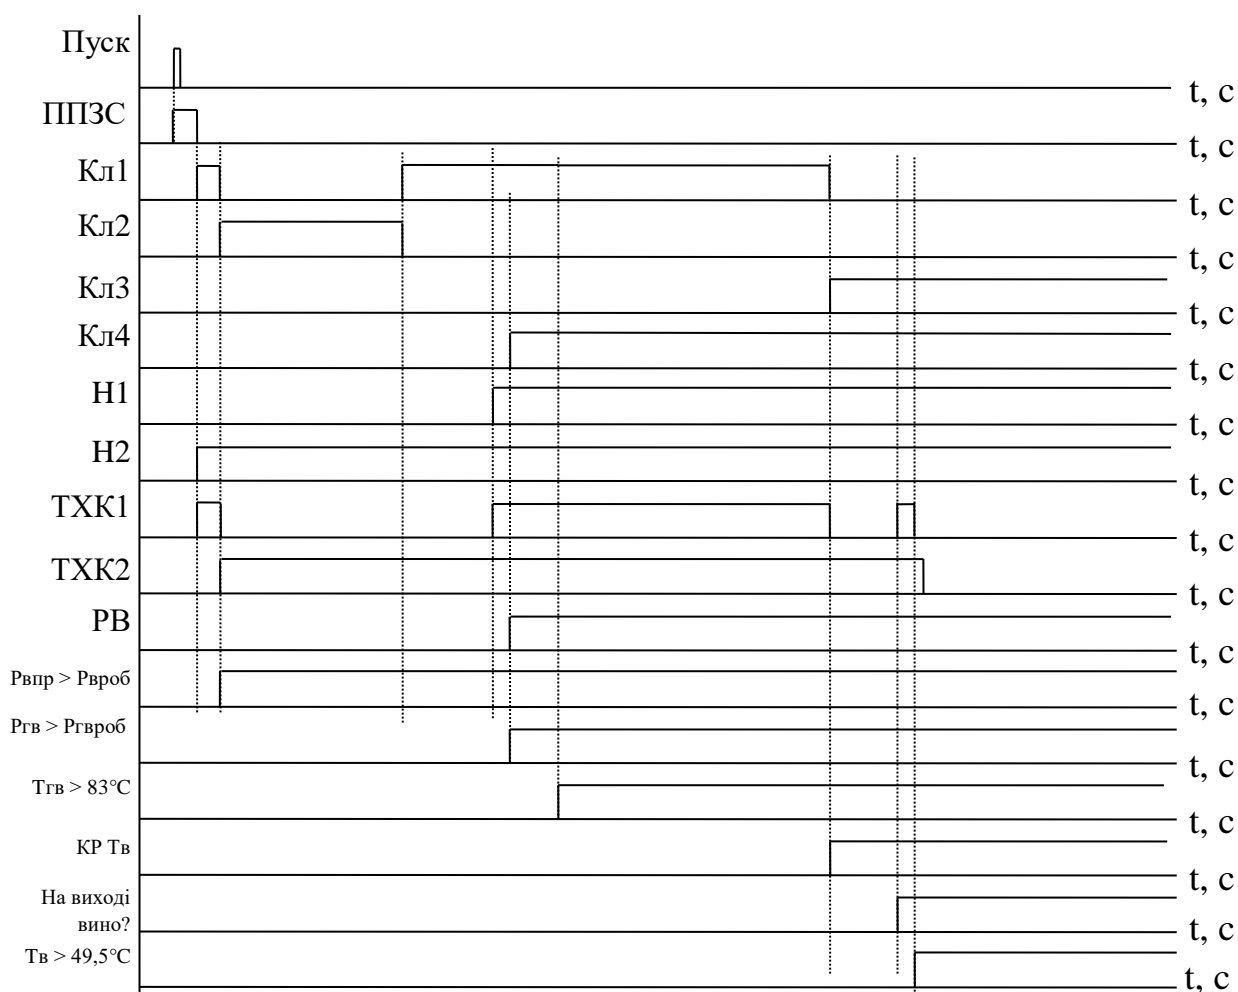 Пуск
t, с
ППЗС
t, с
Кл1
t, с
Кл2
t, с
Кл3
t, с
Кл4
t, с
Н1
t, с
Н2
t, с
ТХК1
t, с
ТХК2
t, с
РВ
t, с
Рвпр > Рвроб
t, с
Ргв > Ргвроб
t, с
Тгв > 83°С
t, с
КР Тв
t, с
На виході
вино?
t, с
Тв > 49,5°С
t, с